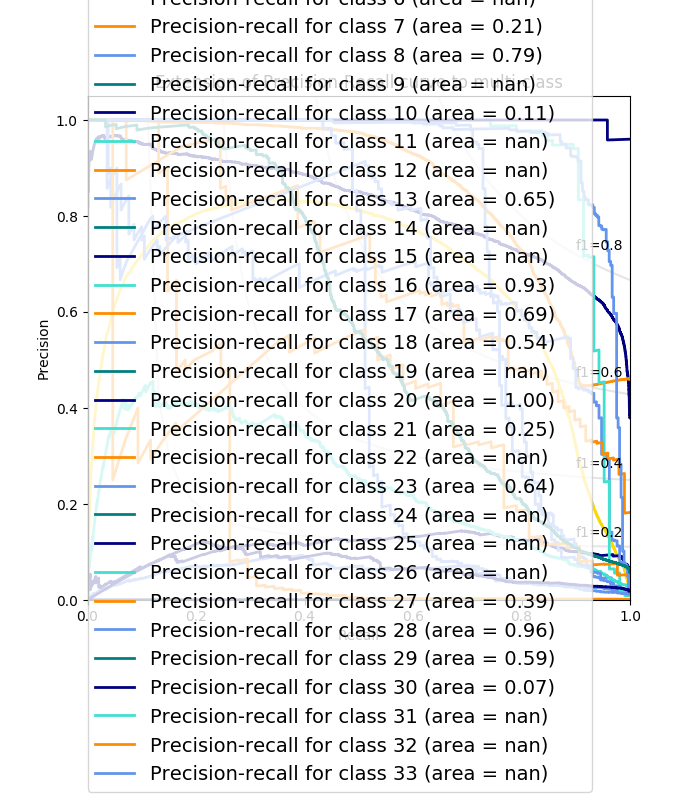 Precision-recall for class 6 (area = nan)
Precision-recall for class 7 (area = 0.21)
Precision-recall for class 8 (area = 0.79)
Extension of Precision-Recall curve to multi-class
Precision-recall for class 9 (area = nan)
Precision-recall for class 10 (area = 0.11)
1.0
Precision-recall for class 11 (area = nan)
Precision-recall for class 12 (area = nan)
Precision-recall for class 13 (area = 0.65)
0.8
Precision-recall for class 14 (area = nan)
f1=0.8
Precision-recall for class 15 (area = nan)
Precision-recall for class 16 (area = 0.93)
0.6
Precision-recall for class 17 (area = 0.69)
Precision
Precision-recall for class 18 (area = 0.54)
Precision-recall for class 19 (area = nan)
f1=0.6
Precision-recall for class 20 (area = 1.00)
0.4
Precision-recall for class 21 (area = 0.25)
Precision-recall for class 22 (area = nan)
f1=0.4
Precision-recall for class 23 (area = 0.64)
0.2
Precision-recall for class 24 (area = nan)
f1=0.2
Precision-recall for class 25 (area = nan)
Precision-recall for class 26 (area = nan)
0.0
Precision-recall for class 27 (area = 0.39)
0.0 0.2 0.4 0.6 0.8 1.0
Precision-recall for class 28 (area = 0.96)
Recall
Precision-recall for class 29 (area = 0.59)
Precision-recall for class 30 (area = 0.07)
Precision-recall for class 31 (area = nan)
Precision-recall for class 32 (area = nan)
Precision-recall for class 33 (area = nan)